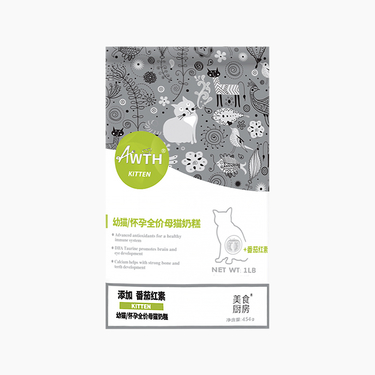 AWTH
KITTEN
幼猫/怀孕全价母猫奶糕
Advanced antioxidants for a healthy
immune system
DHA Taurine promotes brain and
eye development
Calcium helps with strong bone and
teeth development
+番茄红素
NET WT. 1LB
添加 番茄红素
KITTEN
幼猫/怀孕全价母猫奶糕
美食
厨房
净含量: 454g